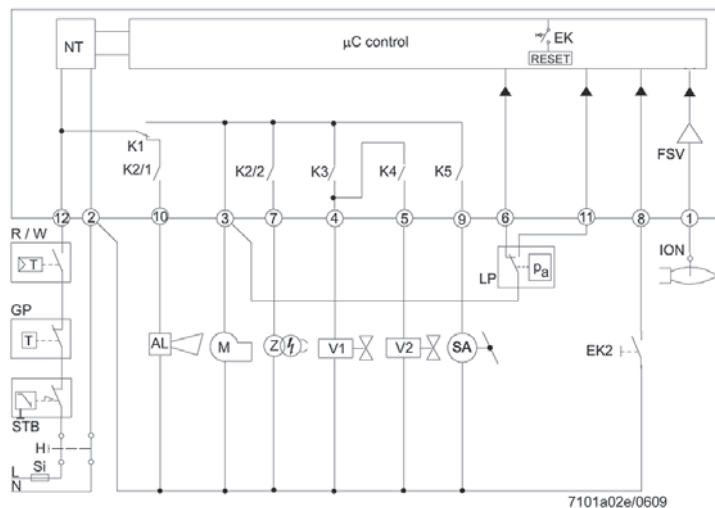 NT
µC control
EK
RESET
K1
K2/1
K2/2
K3
K4
K5
FSV
12
2
10
3
7
4
5
9
6
11
8
1
R / W
T
LP
pa
ION
GP
T
AL
M
Z
V1
V2
SA
EK2
STB
H
Si
L
N
7101a02e/0609